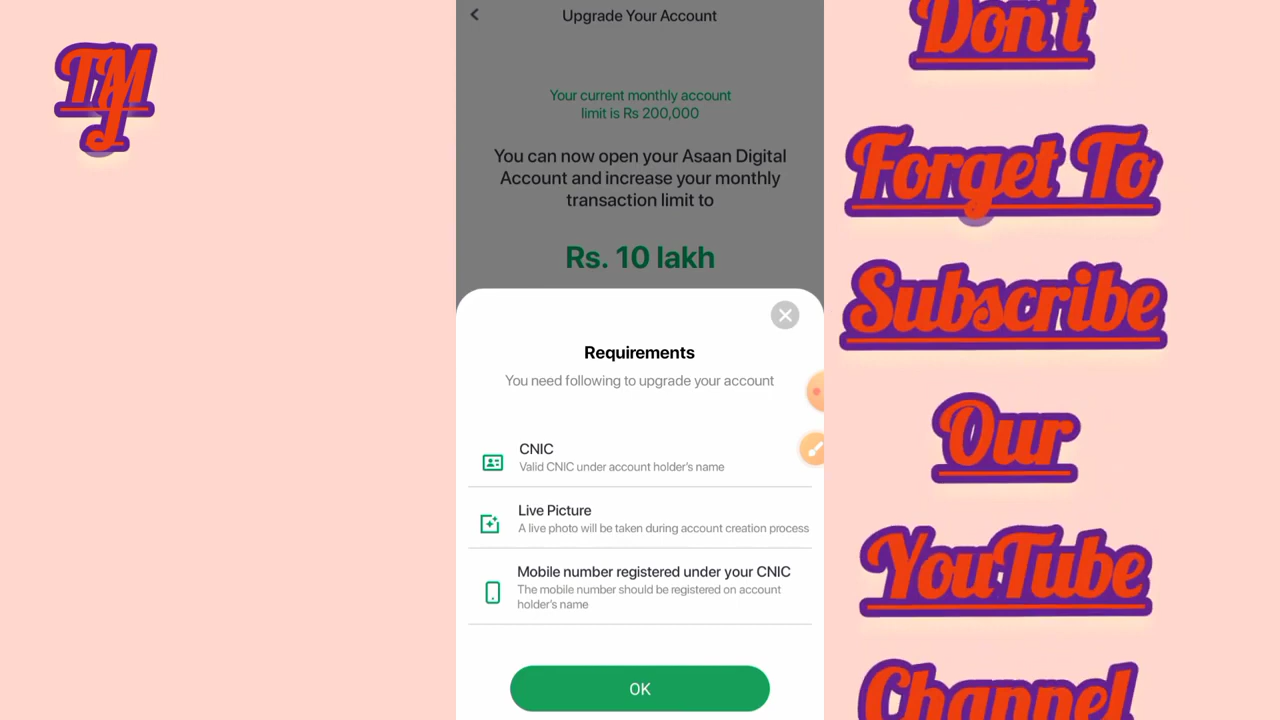 TMJ
Upgrade Your Account
Your current monthly account
limit is Rs 200,000
You can now open your Asaan Digital
Account and increase your monthly
transaction limit to
Rs. 10 lakh
Requirements
You need following to upgrade your account
CNIC
Valid CNIC under account holder's name
Live Picture
A live photo will be taken during account creation process
Mobile number registered under your CNIC
The mobile number should be registered on account
holder's name
OK
Don't
Forget To
Subscribe
Our
YouTube
Channel